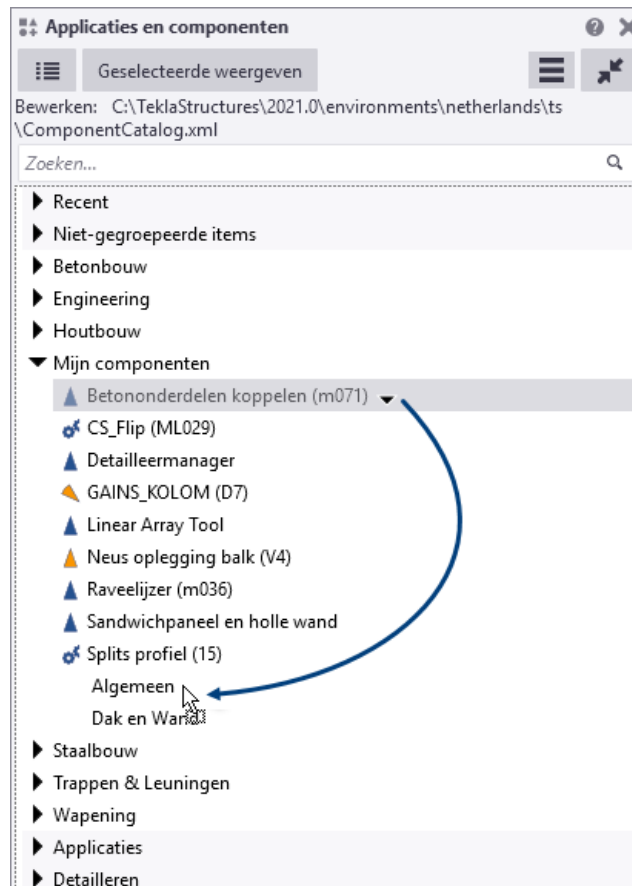 Applicaties en componenten
Geselecteerde weergeven
Bewerken: C:\TeklaStructures\2021.0\environments\netherlands\ts
\ComponentCatalog.xml
Zoeken...
Recent
Niet-gegroepeerde items
Betonbouw
Engineering
Houtbouw
Mijn componenten
Betononderdelen koppelen (m071)
CS_Flip (ML029)
Detailleermanager
GAINS_KOLOM (D7)
Linear Array Tool
Neus oplegging balk (V4)
Raveelijzer (m036)
Sandwichpaneel en holle wand
Splits profiel (15)
Algemeen
Dak en Wand
Staalbouw
Trappen & Leuningen
Wapening
Applicaties
Detailleren